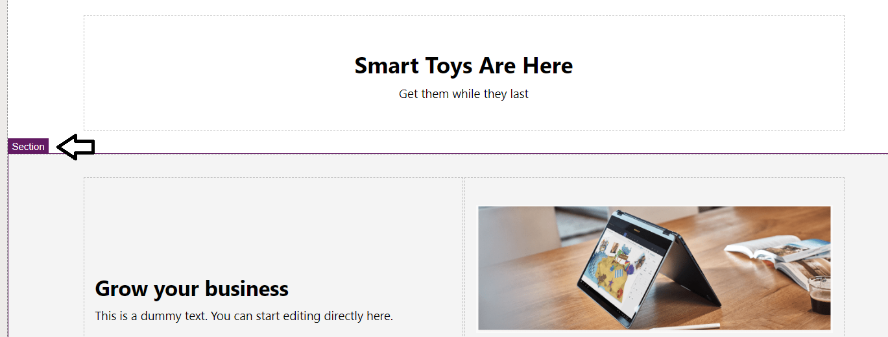 Smart Toys Are Here
Get them while they last
Section
Grow your business
This is a dummy text. You can start editing directly here.